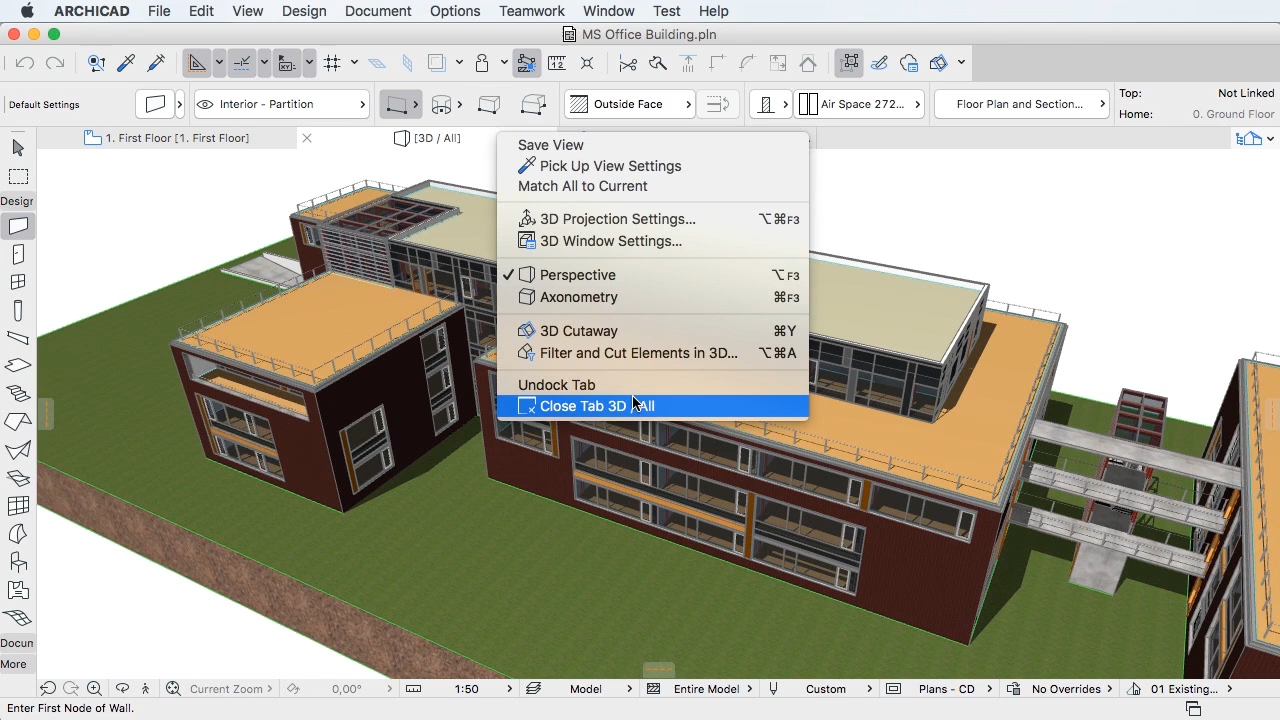 ARCHICAD File Edit View Design Document Options Teamwork Window Test Help
MS Office Building.pln
Default Settings
Interior - Partition
Outside Face
Air Space 272...
Floor Plan and Section...
Top: Not Linked
Home: 0. Ground Floor
1. First Floor [1. First Floor]
[3D / All]
Save View
Pick Up View Settings
Match All to Current
3D Projection Settings... ⌥⌘F3
3D Window Settings...
✓ Perspective ⌥F3
Axonometry ⌘F3
3D Cutaway ⌘Y
Filter and Cut Elements in 3D... ⌥⌘A
Undock Tab
Close Tab 3D / All
Desigr
Docun
More
Current Zoom
0,00°
1:50
Model
Entire Model
Custom
Plans - CD
No Overrides
01 Existing...
Enter First Node of Wall.